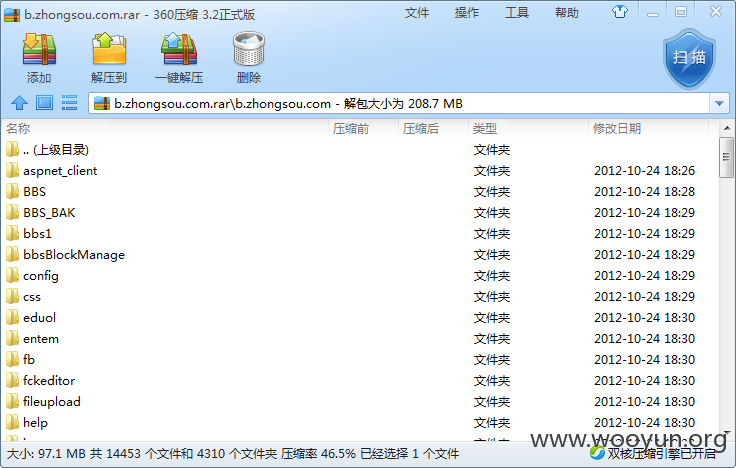 b.zhongsou.com.rar - 360压缩 3.2正式版 文件 操作 工具 帮助
添加 解压到 一键解压 删除 扫描
b.zhongsou.com.rar\b.zhongsou.com - 解包大小为 208.7 MB
名称 压缩前 压缩后 类型 修改日期
.. (上级目录) 文件夹
aspnet_client 文件夹 2012-10-24 18:26
BBS 文件夹 2012-10-24 18:28
BBS_BAK 文件夹 2012-10-24 18:29
bbs1 文件夹 2012-10-24 18:29
bbsBlockManage 文件夹 2012-10-24 18:29
config 文件夹 2012-10-24 18:29
css 文件夹 2012-10-24 18:29
eduol 文件夹 2012-10-24 18:30
entem 文件夹 2012-10-24 18:30
fb 文件夹 2012-10-24 18:30
fckeditor 文件夹 2012-10-24 18:30
fileupload 文件夹 2012-10-24 18:30
help 文件夹 2012-10-24 18:30
www.wooyun.org
大小: 97.1 MB 共 14453 个文件和 4310 个文件夹 压缩率 46.5% 已经选择 1 个文件 双核压缩引擎已开启